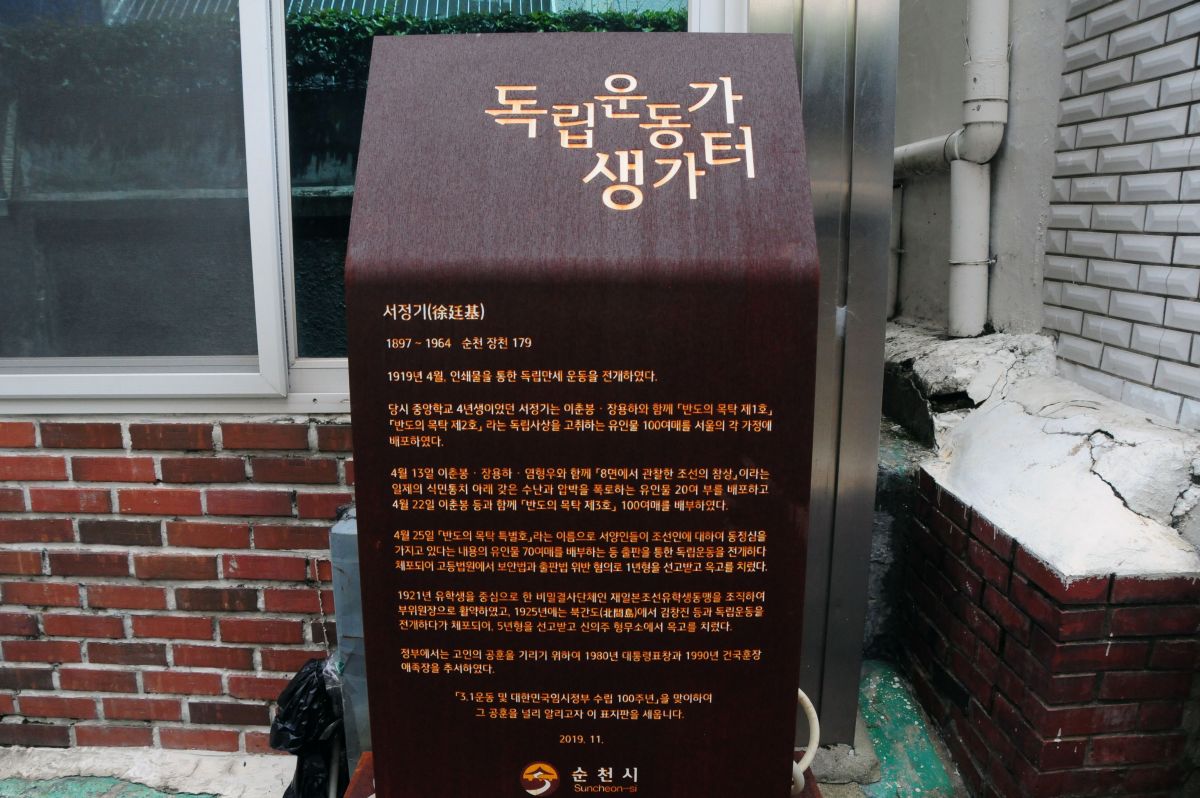 독립운동가
생가터
서정기(徐廷基)
1897 ~ 1964 순천 장천 179
1919년 4월, 인쇄물을 통한 독립만세 운동을 전개하였다.
당시 중앙학교 4년생이었던 서정기는 이춘봉 · 장용하와 함께 「반도의 목탁 제1호」
「반도의 목탁 제2호」 라는 독립사상을 고취하는 유인물 100여매를 서울의 각 가정에
배포하였다.
4월 13일 이춘봉 · 장용하 · 염형우와 함께 「8면에서 관찰한 조선의 참상」이라는
일제의 식민통치 아래 갖은 수난과 압박을 폭로하는 유인물 20여 부를 배포하고
4월 22일 이춘봉 등과 함께 「반도의 목탁 제3호」 100여매를 배부하였다.
4월 25일 「반도의 목탁 특별호」라는 이름으로 서양인들이 조선인에 대하여 동정심을
가지고 있다는 내용의 유인물 70여매를 배부하는 등 출판을 통한 독립운동을 전개하다
체포되어 고등법원에서 보안법과 출판법 위반 혐의로 1년형을 선고받고 옥고를 치렀다.
1921년 유학생을 중심으로 한 비밀결사단체인 재일본조선유학생동맹을 조직하여
부위원장으로 활약하였고, 1925년에는 북간도(北間島)에서 김창진 등과 독립운동을
전개하다가 체포되어, 5년형을 선고받고 신의주 형무소에서 옥고를 치렀다.
정부에서는 고인의 공훈을 기리기 위하여 1980년 대통령표창과 1990년 건국훈장
애족장을 추서하였다.
「3.1운동 및 대한민국임시정부 수립 100주년」을 맞이하여
그 공훈을 널리 알리고자 이 표지판을 세웁니다.
2019. 11.
순천시
Suncheon-si